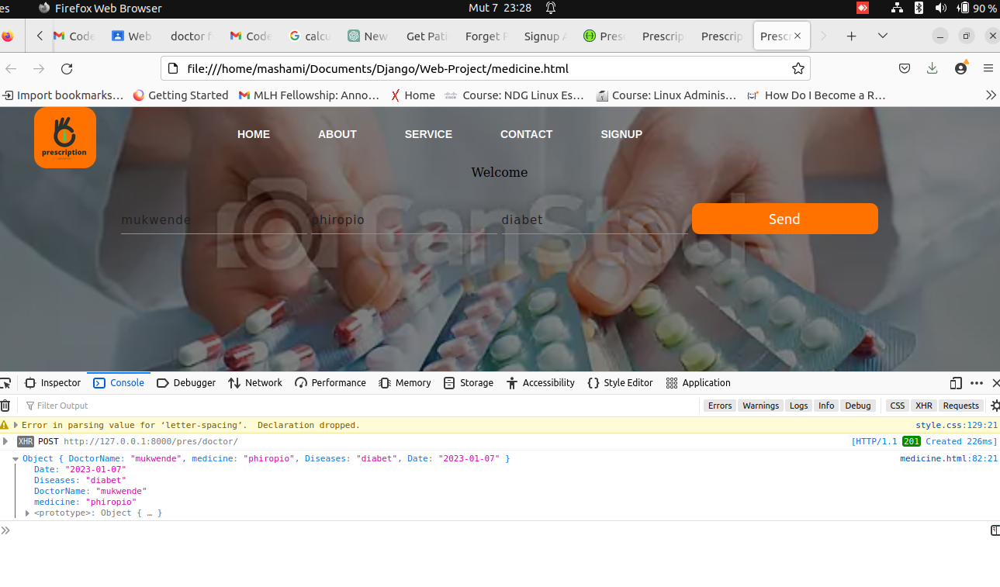 es Firefox Web Browser Mut 7 23:28 90 %
Code Web doctor f Code calcu New Get Pati Forget P Signup A Pres Prescrip Prescrip Prescr
file:///home/mashami/Documents/Django/Web-Project/medicine.html
Import bookmarks… Getting Started MLH Fellowship: Anno… Home Course: NDG Linux Es… Course: Linux Adminis… How Do I Become a R…
prescription
HOME ABOUT SERVICE CONTACT SIGNUP
Welcome
mukwende phiropio diabet Send
CanStock
Inspector Console Debugger Network Performance Memory Storage Accessibility Style Editor Application
Filter Output Errors Warnings Logs Info Debug CSS XHR Requests
Error in parsing value for ‘letter-spacing’. Declaration dropped. style.css:129:21
XHR POST http://127.0.0.1:8000/pres/doctor/ [HTTP/1.1 201 Created 226ms]
Object { DoctorName: "mukwende", medicine: "phiropio", Diseases: "diabet", Date: "2023-01-07" } medicine.html:82:21
Date: "2023-01-07"
Diseases: "diabet"
DoctorName: "mukwende"
medicine: "phiropio"
<prototype>: Object { … }